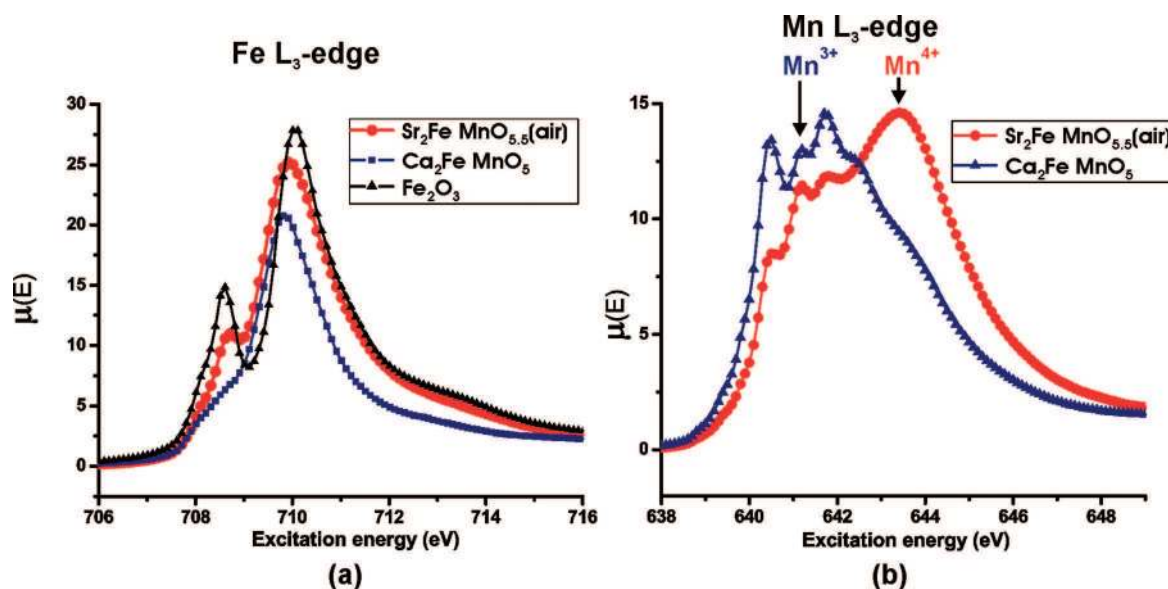 Fe L₃-edge
Sr₂Fe MnO₅.₅(air)
Ca₂Fe MnO₅
Fe₂O₃
30
25
20
15
10
5
0
μ(E)
706 708 710 712 714 716
Excitation energy (eV)
(a)
Mn L₃-edge
Mn³⁺ Mn⁴⁺
Sr₂Fe MnO₅.₅(air)
Ca₂Fe MnO₅
15
10
5
0
μ(E)
638 640 642 644 646 648
Excitation energy (eV)
(b)